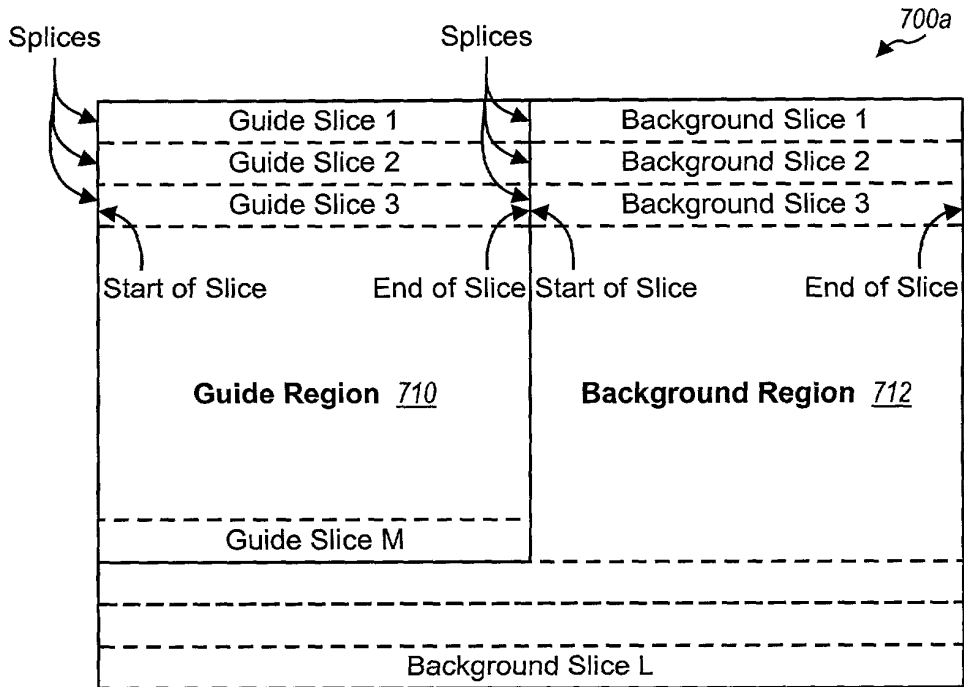 700a
Splices Splices
Guide Slice 1 Background Slice 1
Guide Slice 2 Background Slice 2
Guide Slice 3 Background Slice 3
Start of Slice End of Slice Start of Slice End of Slice
Guide Region 710 Background Region 712
Guide Slice M
Background Slice L